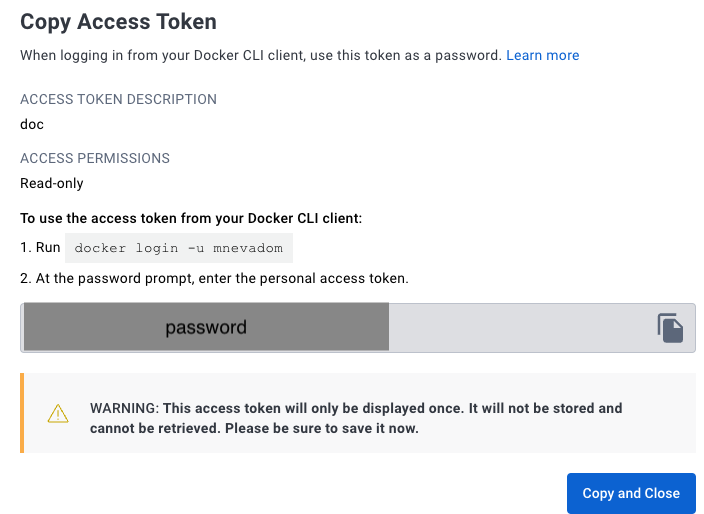 Copy Access Token
When logging in from your Docker CLI client, use this token as a password. Learn more
ACCESS TOKEN DESCRIPTION
doc
ACCESS PERMISSIONS
Read-only
To use the access token from your Docker CLI client:
1. Run docker login -u mnevadom
2. At the password prompt, enter the personal access token.
password
WARNING: This access token will only be displayed once. It will not be stored and
cannot be retrieved. Please be sure to save it now.
Copy and Close